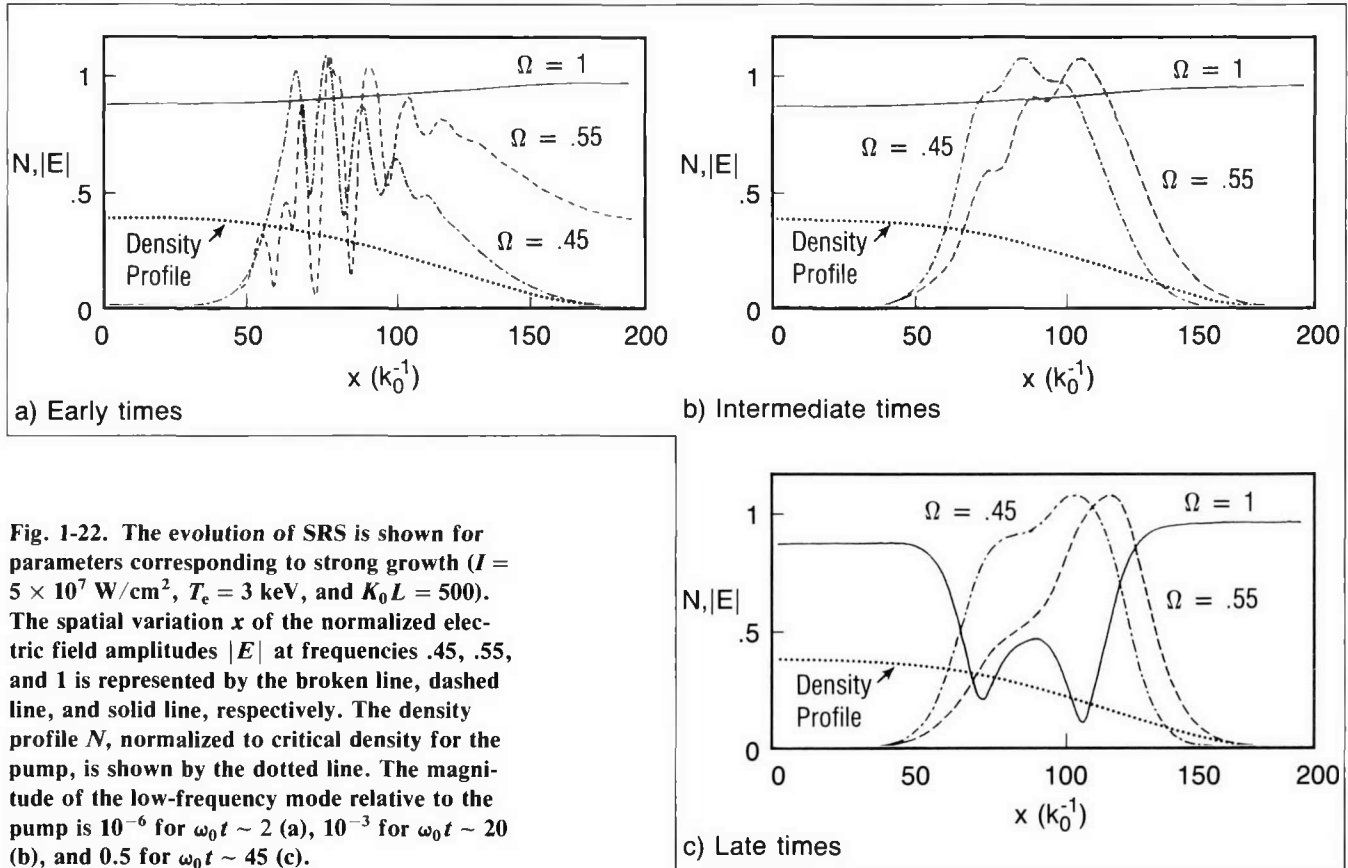 Ω = 1
1
Ω = .55
N,|E|
.5
Density
Profile
Ω = .45
0
0 50 100 150 200
x (k₀⁻¹)
a) Early times
Ω = 1
1
Ω = .45
N,|E|
.5
Ω = .55
Density
Profile
0
0 50 100 150 200
x (k₀⁻¹)
b) Intermediate times
Fig. 1-22. The evolution of SRS is shown for
parameters corresponding to strong growth (I =
5 × 10⁷ W/cm², Tₑ = 3 keV, and K₀L = 500).
The spatial variation x of the normalized elec-
tric field amplitudes |E| at frequencies .45, .55,
and 1 is represented by the broken line, dashed
line, and solid line, respectively. The density
profile N, normalized to critical density for the
pump, is shown by the dotted line. The magni-
tude of the low-frequency mode relative to the
pump is 10⁻⁶ for ω₀t ~ 2 (a), 10⁻³ for ω₀t ~ 20
(b), and 0.5 for ω₀t ~ 45 (c).
Ω = .45
Ω = 1
1
N,|E|
.5
Ω = .55
Density
Profile
0
0 50 100 150 200
x (k₀⁻¹)
c) Late times